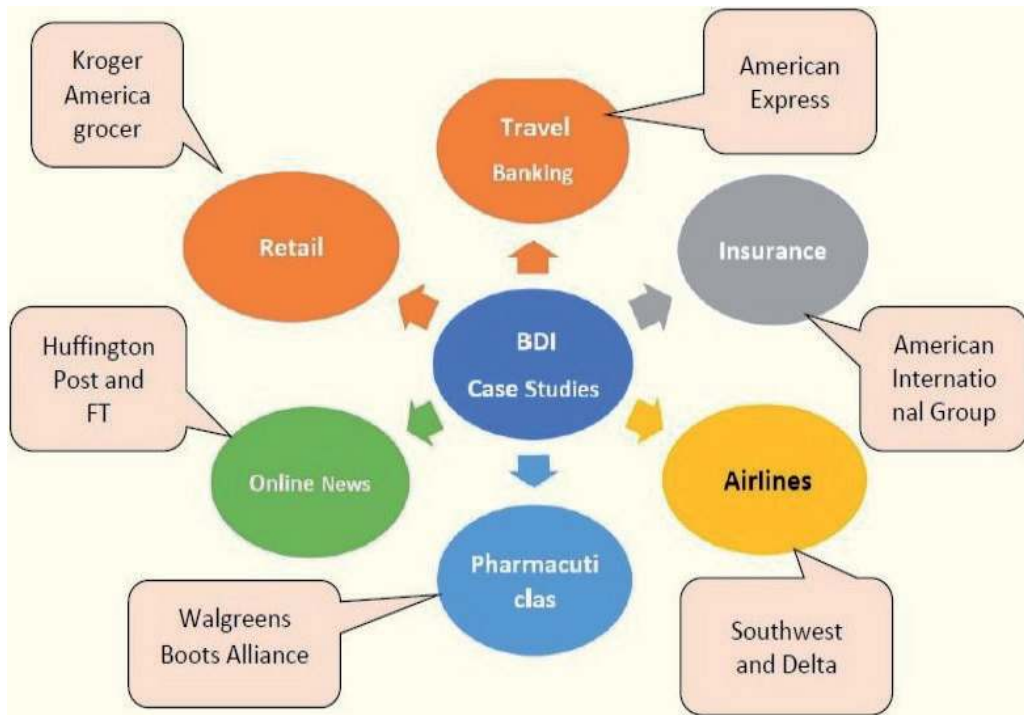 Kroger
America
grocer
Travel
Banking
American
Express
Retail
Insurance
BDI
Case Studies
Huffington
Post and
FT
American
Internatio
nal Group
Online News
Airlines
Pharmacuti
clas
Walgreens
Boots Alliance
Southwest
and Delta